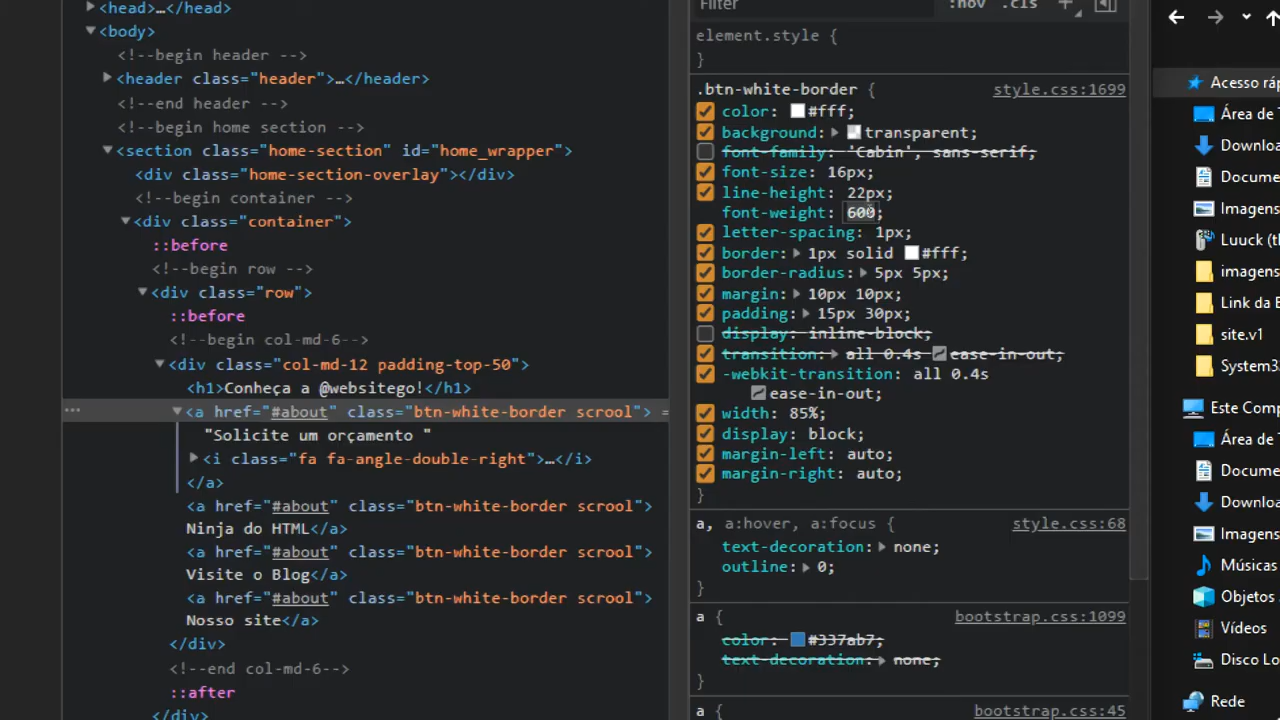 <head>…</head>
<body>
<!--begin header -->
<header class="header">…</header>
<!--end header -->
<!--begin home section -->
<section class="home-section" id="home_wrapper">
<div class="home-section-overlay"></div>
<!--begin container -->
<div class="container">
::before
<!--begin row -->
<div class="row">
::before
<!--begin col-md-6-->
<div class="col-md-12 padding-top-50">
<h1>Conheça a @websitego!</h1>
<a href="#about" class="btn-white-border scrool"> =
"Solicite um orçamento "
<i class="fa fa-angle-double-right">…</i>
</a>
<a href="#about" class="btn-white-border scrool">
Ninja do HTML</a>
<a href="#about" class="btn-white-border scrool">
Visite o Blog</a>
<a href="#about" class="btn-white-border scrool">
Nosso site</a>
</div>
<!--end col-md-6-->
::after
</div>
Filter :hov .cls +
element.style {
}
.btn-white-border { style.css:1699
color: #fff;
background: transparent;
font-family: 'Cabin', sans-serif;
font-size: 16px;
line-height: 22px;
font-weight: 600;
letter-spacing: 1px;
border: 1px solid #fff;
border-radius: 5px 5px;
margin: 10px 10px;
padding: 15px 30px;
display: inline-block;
transition: all 0.4s ease-in-out;
-webkit-transition: all 0.4s
ease-in-out;
width: 85%;
display: block;
margin-left: auto;
margin-right: auto;
}
a, a:hover, a:focus { style.css:68
text-decoration: none;
outline: 0;
}
a { bootstrap.css:1099
color: #337ab7;
text-decoration: none;
}
a { bootstrap.css:45
Acesso ráp
Área de T
Downloa
Docume
Imagens
Luuck (th
imagens
Link da B
site.v1
System3
Este Comp
Área de T
Docume
Downloa
Imagens
Músicas
Objetos
Vídeos
Disco Lo
Rede